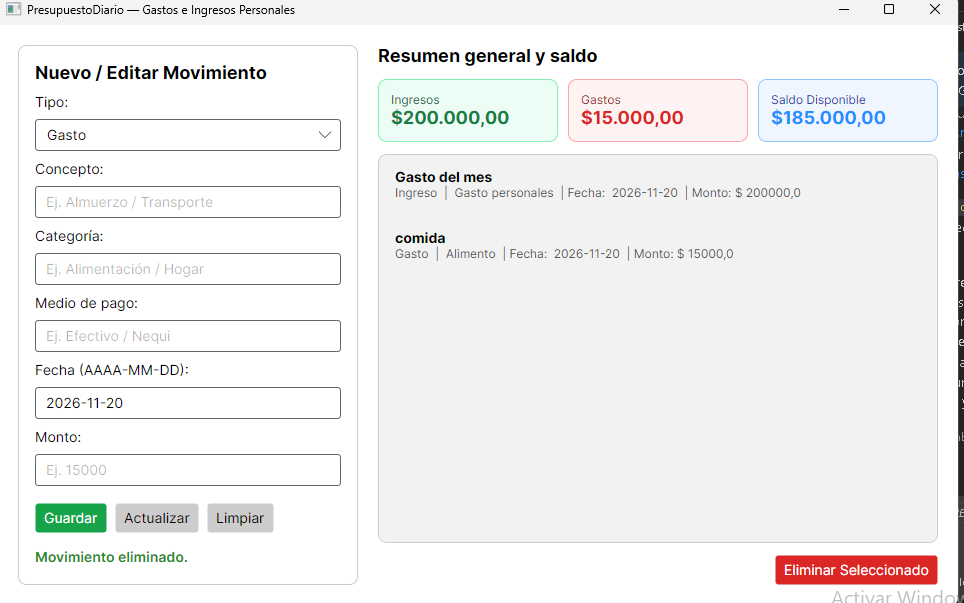 PresupuestoDiario — Gastos e Ingresos Personales
Nuevo / Editar Movimiento
Tipo:
Gasto
Concepto:
Ej. Almuerzo / Transporte
Categoría:
Ej. Alimentación / Hogar
Medio de pago:
Ej. Efectivo / Nequi
Fecha (AAAA-MM-DD):
2026-11-20
Monto:
Ej. 15000
Guardar Actualizar Limpiar
Movimiento eliminado.
Resumen general y saldo
Ingresos
$200.000,00
Gastos
$15.000,00
Saldo Disponible
$185.000,00
Gasto del mes
Ingreso | Gasto personales | Fecha: 2026-11-20 | Monto: $ 200000,0
comida
Gasto | Alimento | Fecha: 2026-11-20 | Monto: $ 15000,0
Eliminar Seleccionado
Activar Window